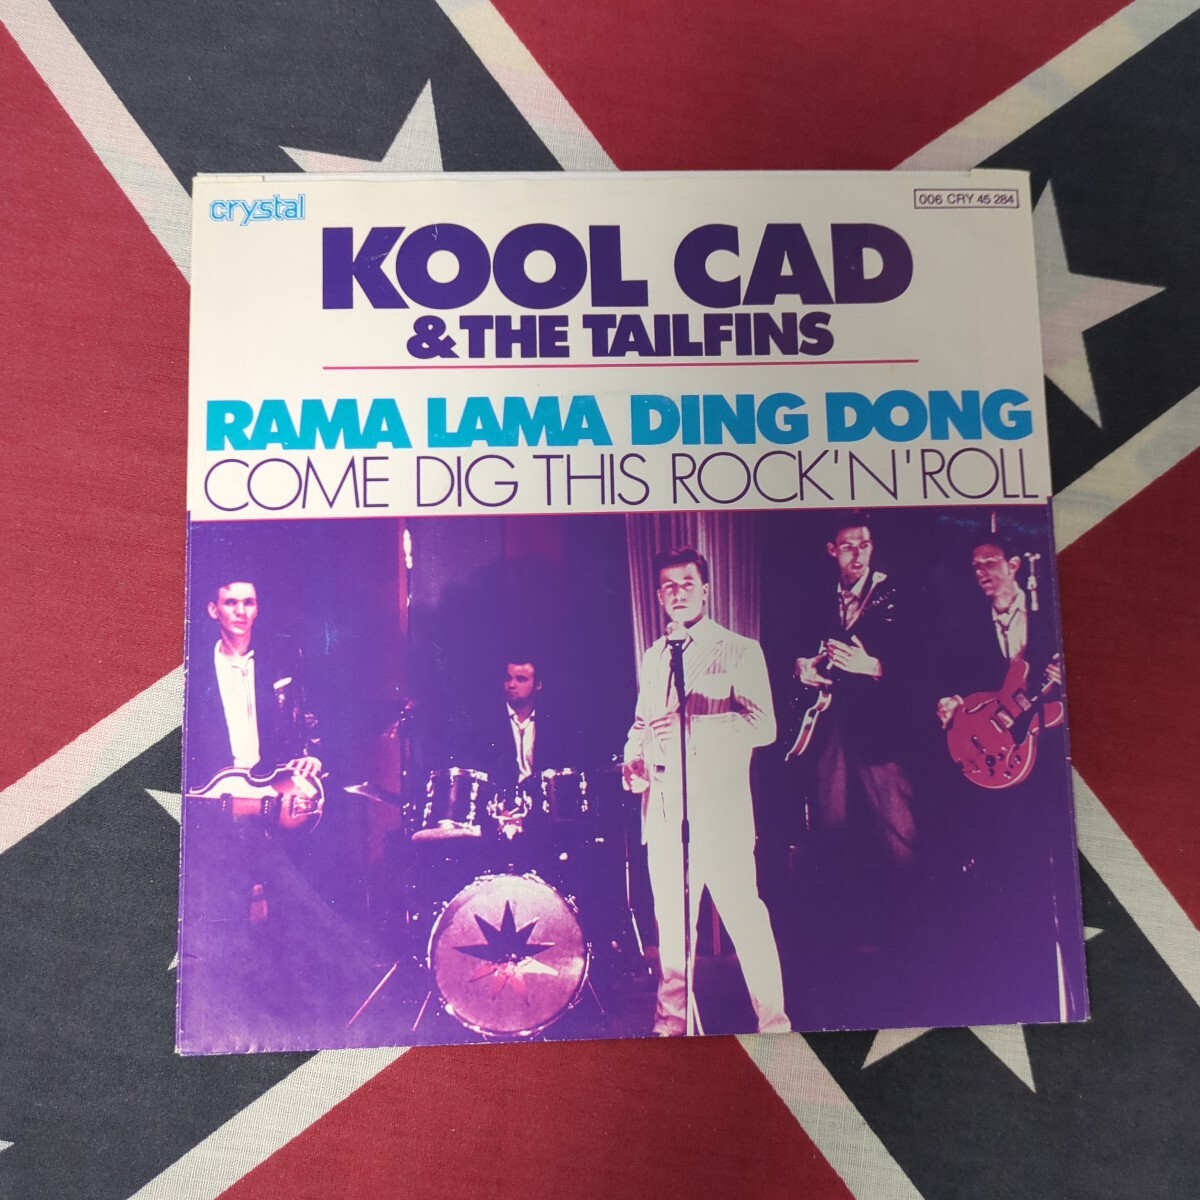 crystal
006 CRY 45 284
KOOL CAD
& THE TAILFINS
RAMA LAMA DING DONG
COME DIG THIS ROCK'N'ROLL